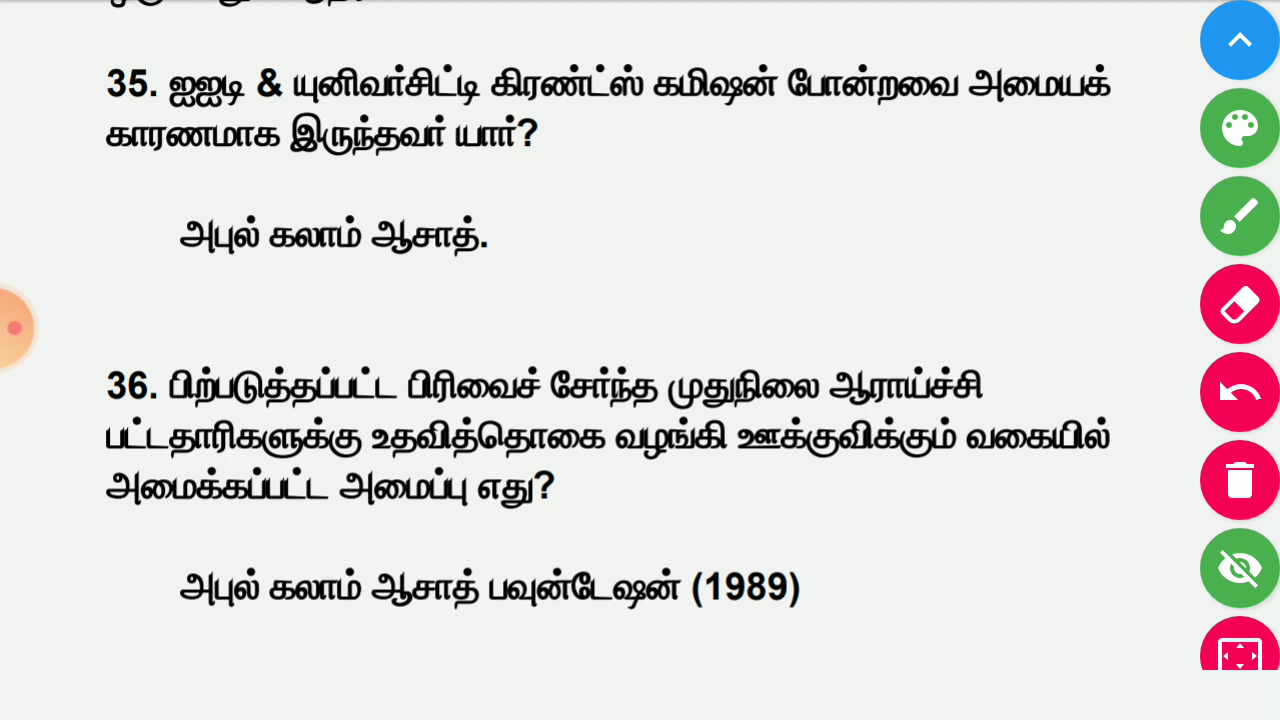 35. ஐஐடி & யுனிவர்சிட்டி கிரண்ட்ஸ் கமிஷன் போன்றவை அமையக்
காரணமாக இருந்தவர் யார்?
அபுல் கலாம் ஆசாத்.
36. பிற்படுத்தப்பட்ட பிரிவைச் சேர்ந்த முதுநிலை ஆராய்ச்சி
பட்டதாரிகளுக்கு உதவித்தொகை வழங்கி ஊக்குவிக்கும் வகையில்
அமைக்கப்பட்ட அமைப்பு எது?
அபுல் கலாம் ஆசாத் பவுன்டேஷன் (1989)